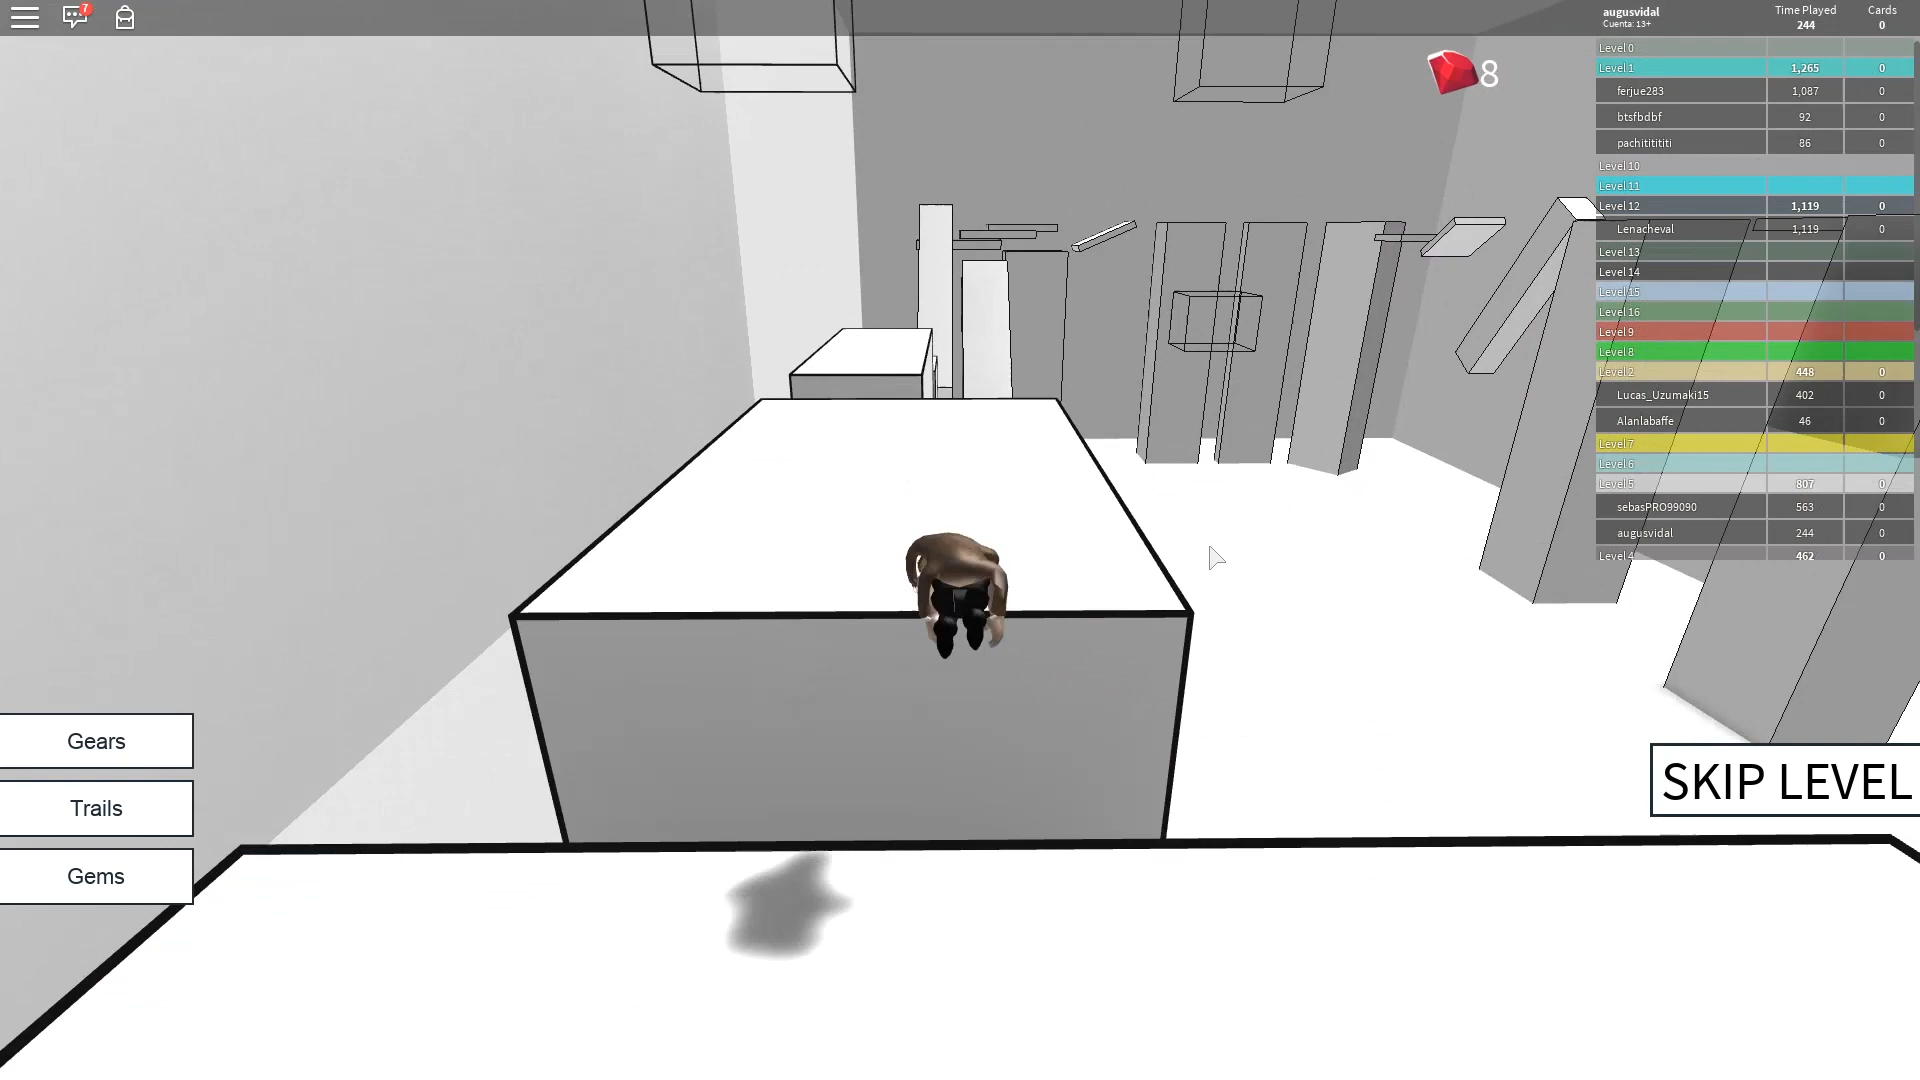 7
augusvidal
Cuenta: 13+
Time Played
244
Cards
0
8
Level 0
Level 1 1,265 0
ferjue283 1,087 0
btsfbdbf 92 0
pachitititititi 86 0
Level 10
Level 11
Level 12 1,119 0
Lenacheval 1,119 0
Level 13
Level 14
Level 15
Level 16
Level 9
Level 8
Level 2 448 0
Lucas_Uzumaki15 402 0
Alanlabaffe 46 0
Level 7
Level 6
Level 5 807 0
sebasPRO99090 563 0
augusvidal 244 0
Level 4 462 0
Gears
Trails
Gems
SKIP LEVEL